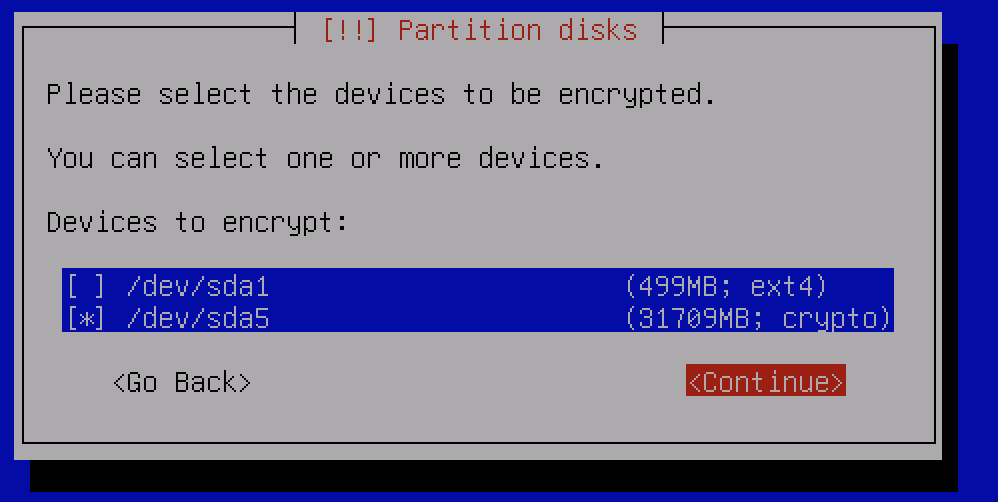 [!!] Partition disks
Please select the devices to be encrypted.
You can select one or more devices.
Devices to encrypt:
[ ] /dev/sda1 (499MB; ext4)
[*] /dev/sda5 (31709MB; crypto)
<Go Back> <Continue>